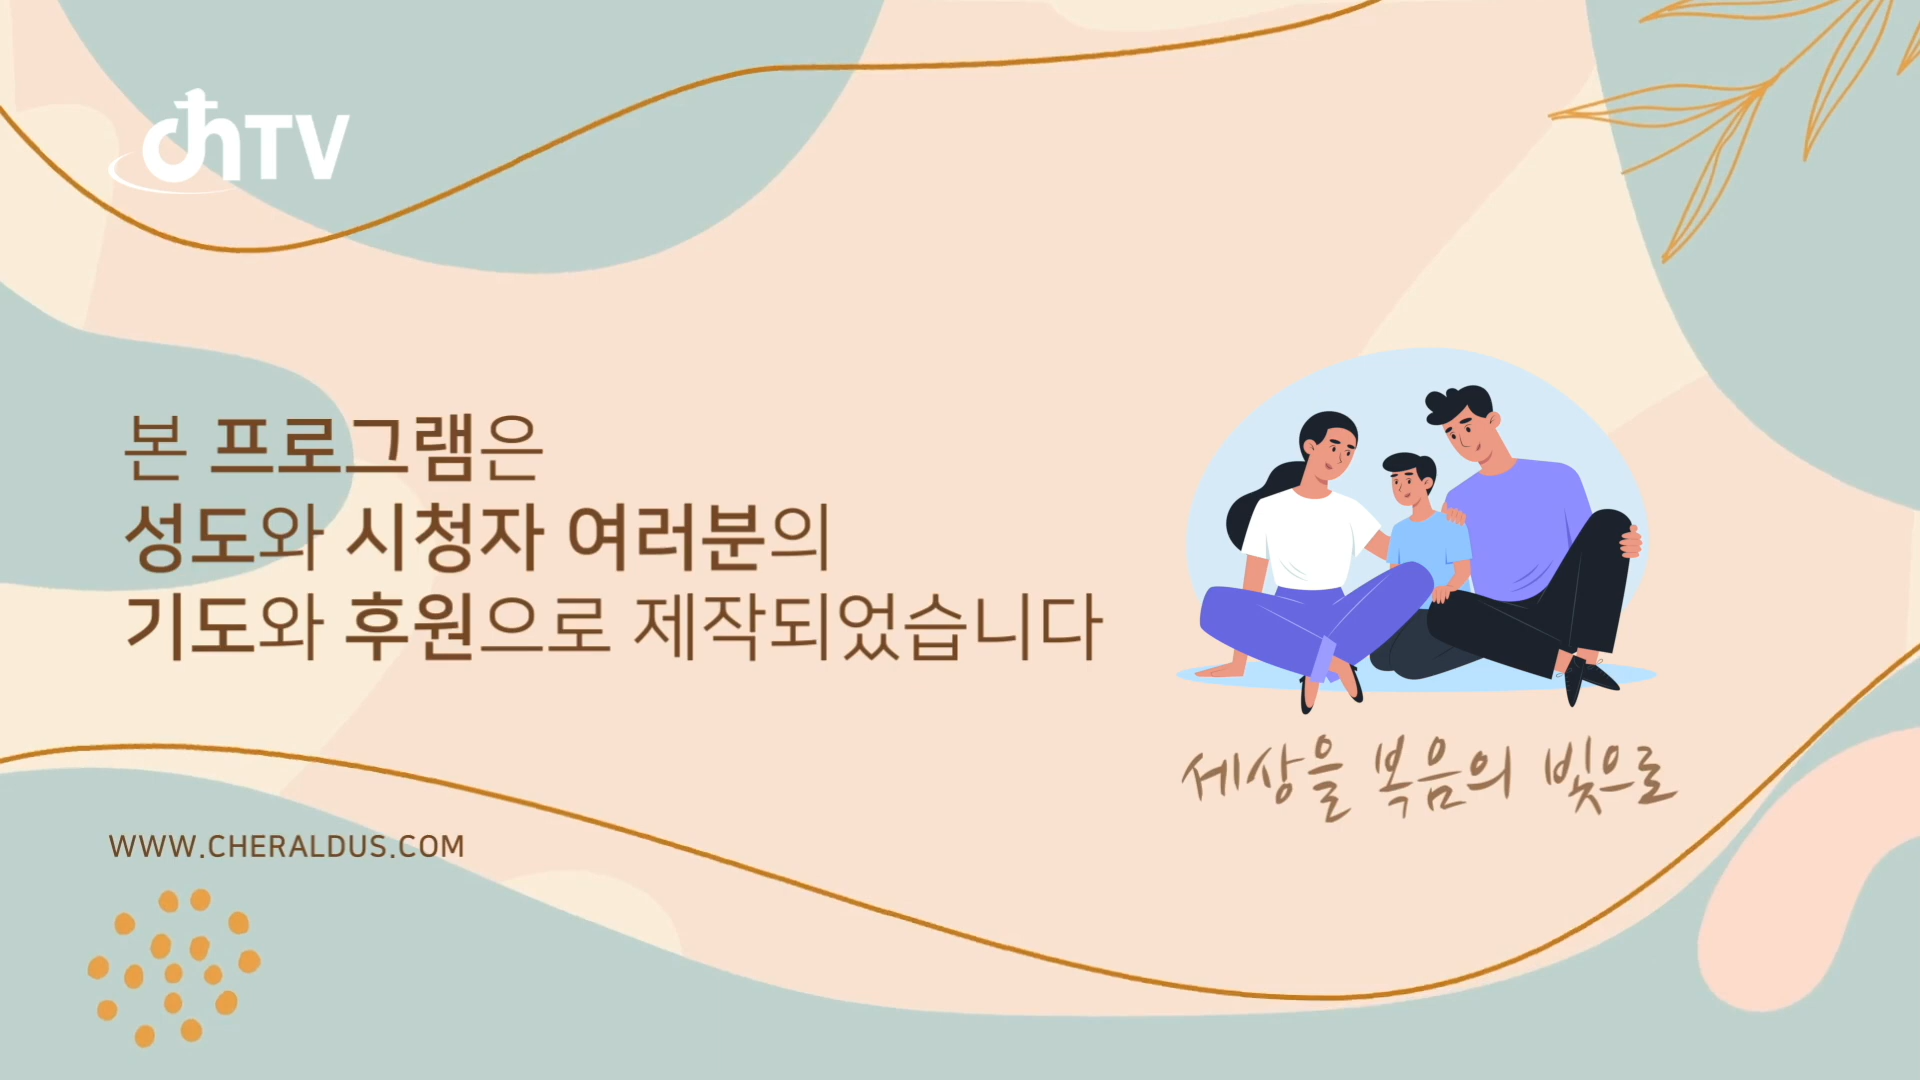 chTV
본 프로그램은
성도와 시청자 여러분의
기도와 후원으로 제작되었습니다
세상을 복음의 빛으로
WWW.CHERALDUS.COM